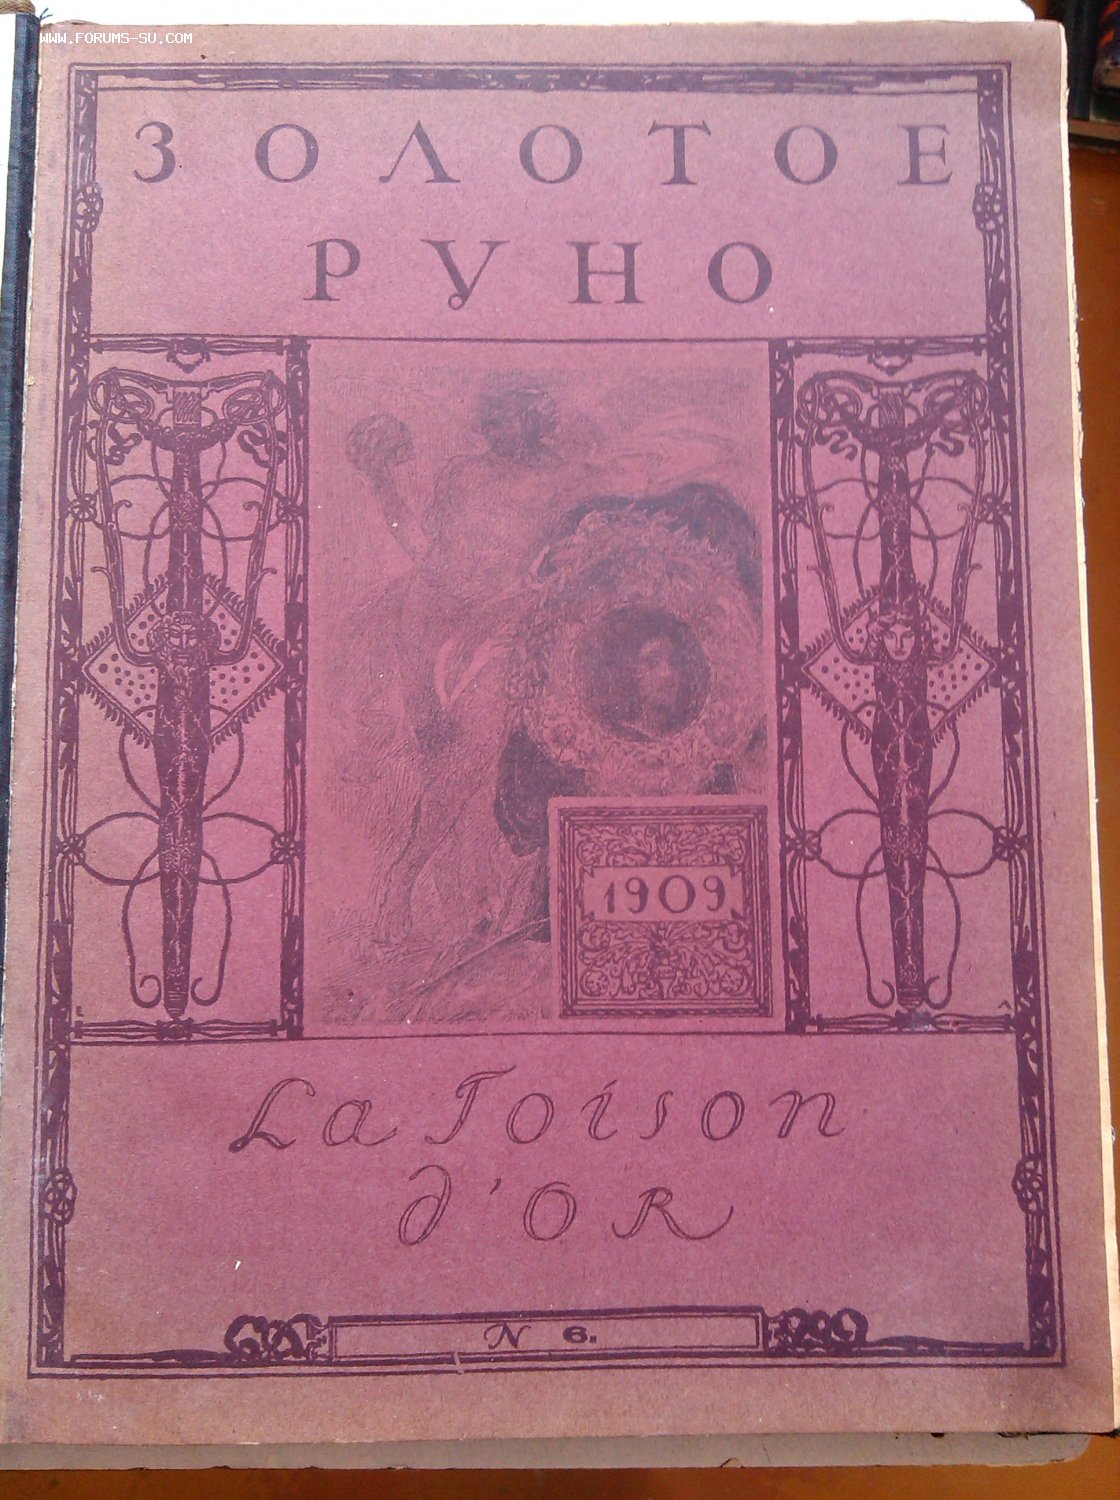 WWW.FORUMS-SU.COM
ЗОЛОТОЕ
РУНО
1909
La Toison
d'OR
N 6.